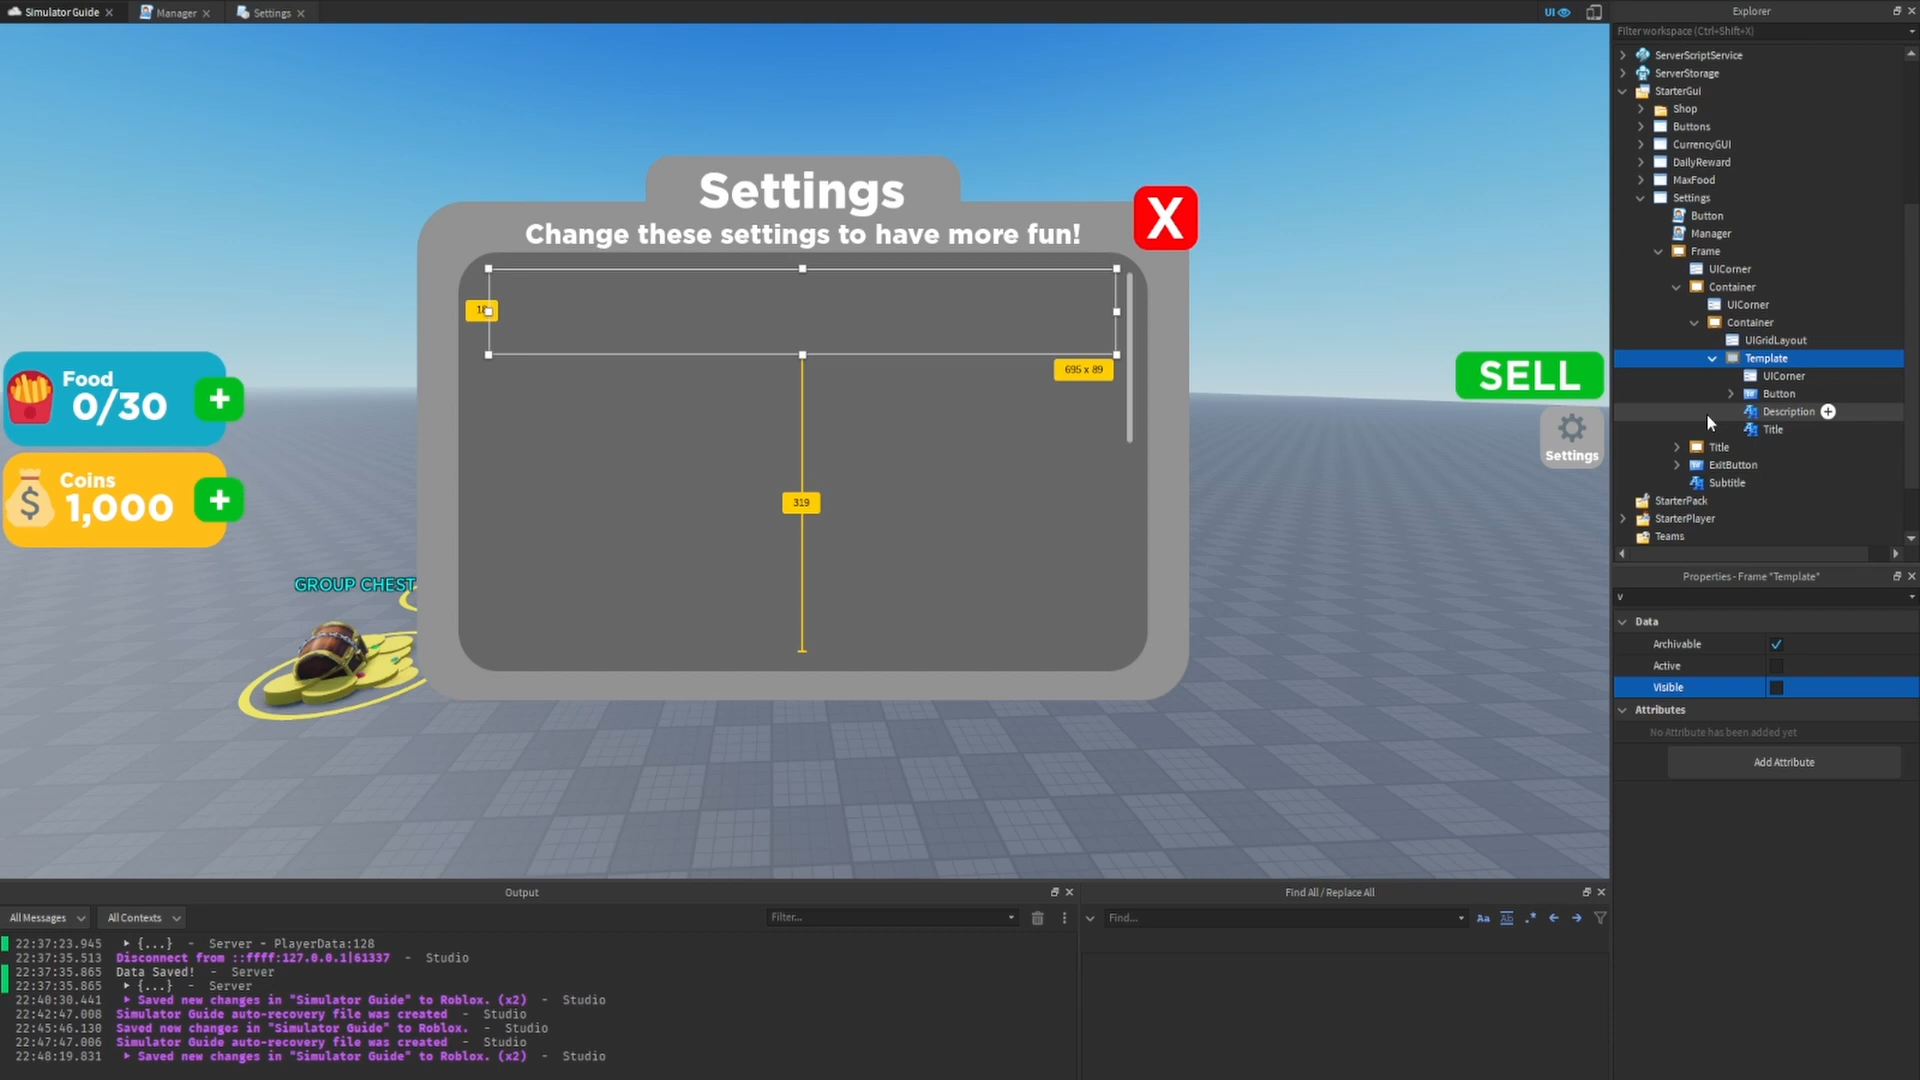 Simulator Guide
Manager
Settings
UI
Settings
Change these settings to have more fun!
X
695 x 89
319
Food
0/30
+
Coins
1,000
+
$
GROUP CHEST
SELL
Settings
Explorer
Filter workspace (Ctrl+Shift+X)
ServerScriptService
ServerStorage
StarterGui
Shop
Buttons
CurrencyGUI
DailyReward
MaxFood
Settings
Button
Manager
Frame
UICorner
Container
UICorner
Container
UIGridLayout
Template
UICorner
Button
Description
Title
Title
ExitButton
Subtitle
StarterPack
StarterPlayer
Teams
Properties - Frame "Template"
v
Data
Archivable
Active
Visible
Attributes
No Attribute has been added yet
Add Attribute
Output
All Messages
All Contexts
Filter...
22:37:23.945 {...} - Server - PlayerData:128
22:37:35.513 Disconnect from ::ffff:127.0.0.1|61337 - Studio
22:37:35.865 Data Saved! - Server
22:37:35.865 {...} - Server
22:40:30.441 Saved new changes in "Simulator Guide" to Roblox. (x2) - Studio
22:42:47.008 Simulator Guide auto-recovery file was created - Studio
22:45:46.130 Saved new changes in "Simulator Guide" to Roblox. - Studio
22:47:47.006 Simulator Guide auto-recovery file was created - Studio
22:48:19.831 Saved new changes in "Simulator Guide" to Roblox. (x2) - Studio
Find All / Replace All
Find...
Aa
Ab
.*